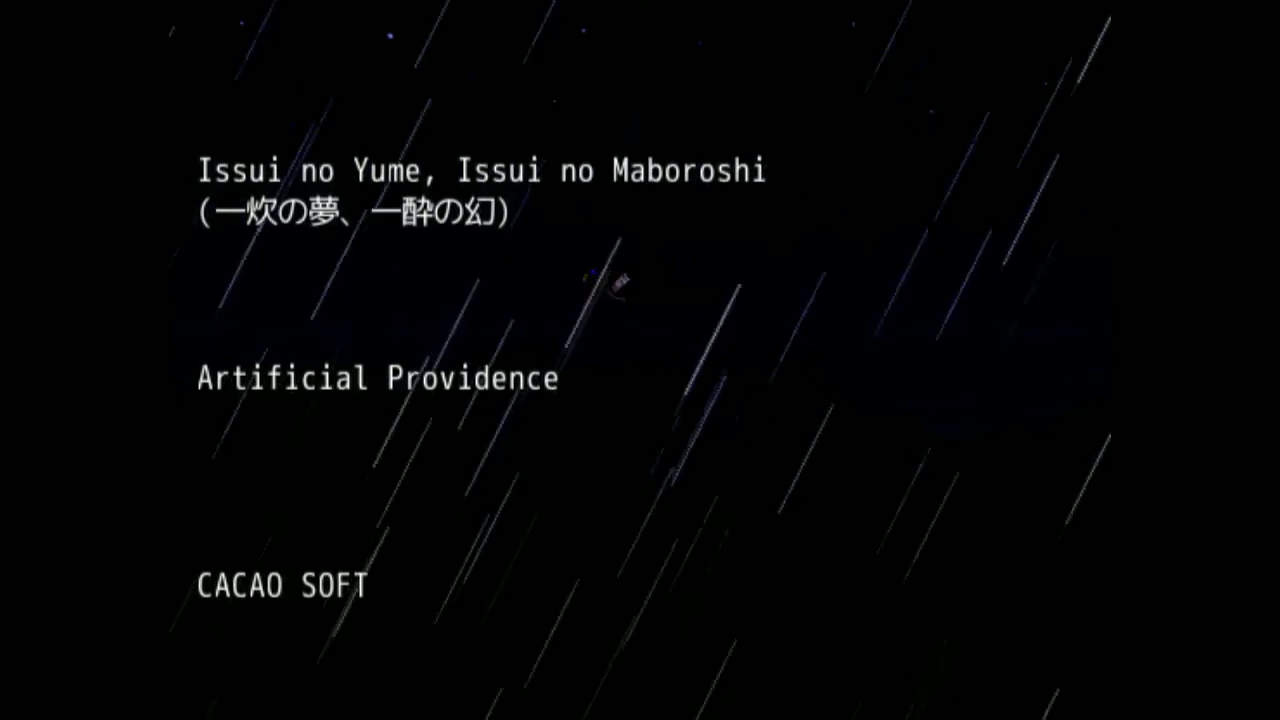 Issui no Yume, Issui no Maboroshi
(一炊の夢、一酔の幻)
Artificial Providence
CACAO SOFT